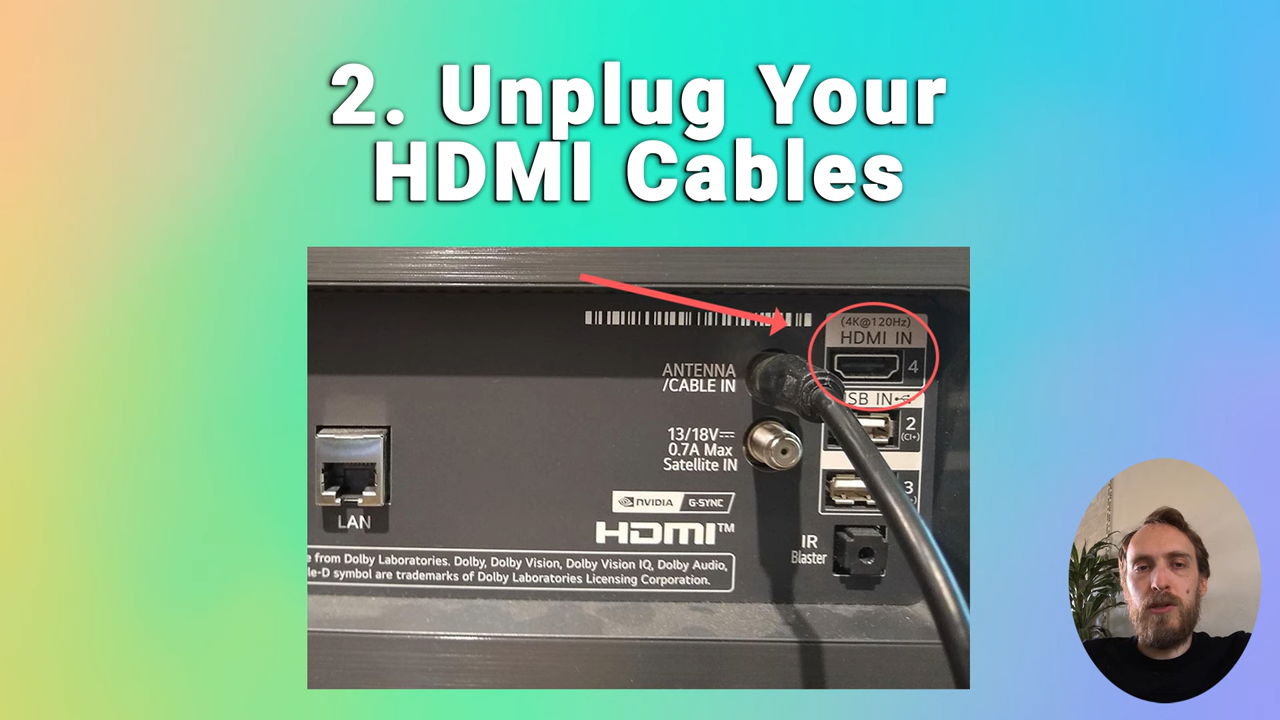 2. Unplug Your
HDMI Cables
(4K@120Hz)
HDMI IN
4
ANTENNA
/CABLE IN
SB IN
2
(CI+)
13/18V
0.7A Max
Satellite IN
3
NVIDIA G-SYNC
HDMI™
LAN
IR
Blaster
e from Dolby Laboratories. Dolby, Dolby Vision, Dolby Vision IQ, Dolby Audio,
le-D symbol are trademarks of Dolby Laboratories Licensing Corporation.